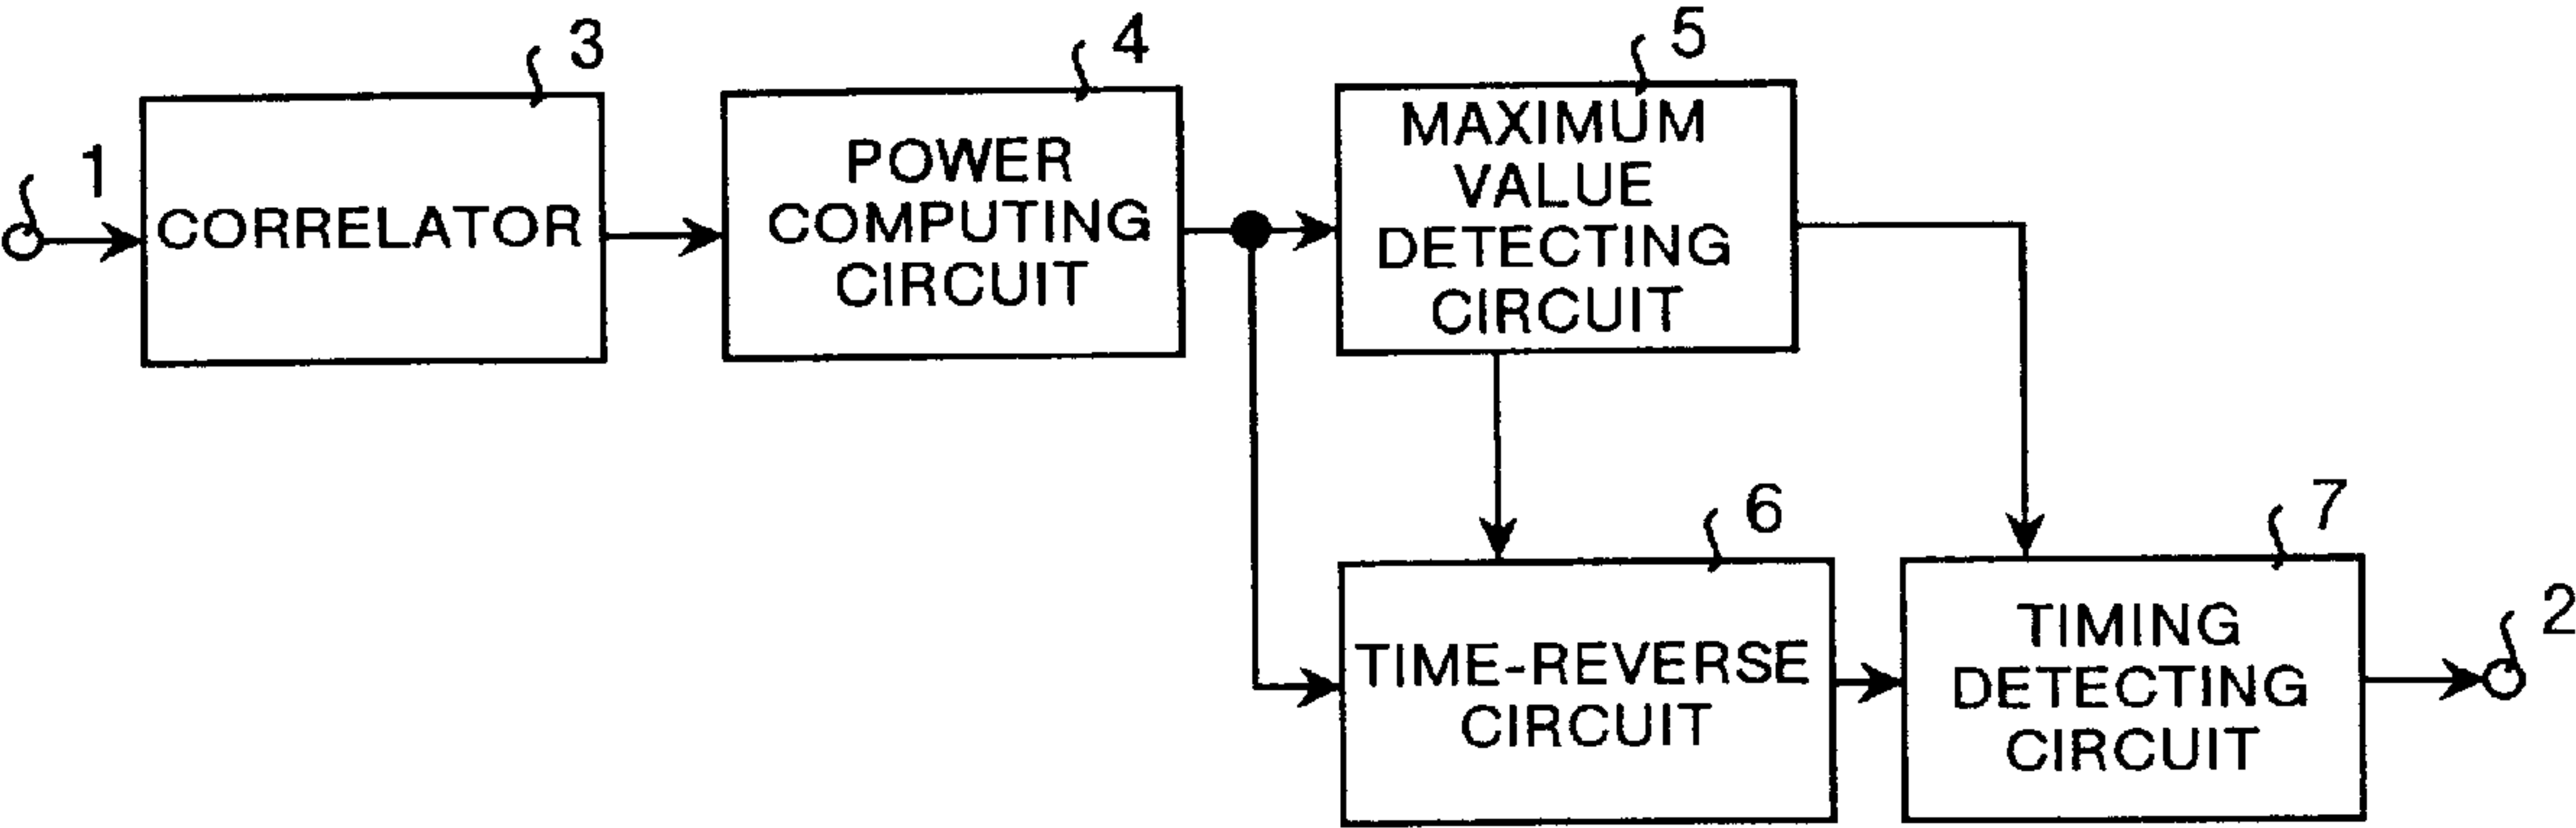 1
3
CORRELATOR
4
POWER
COMPUTING
CIRCUIT
5
MAXIMUM
VALUE
DETECTING
CIRCUIT
6
TIME-REVERSE
CIRCUIT
7
TIMING
DETECTING
CIRCUIT
2